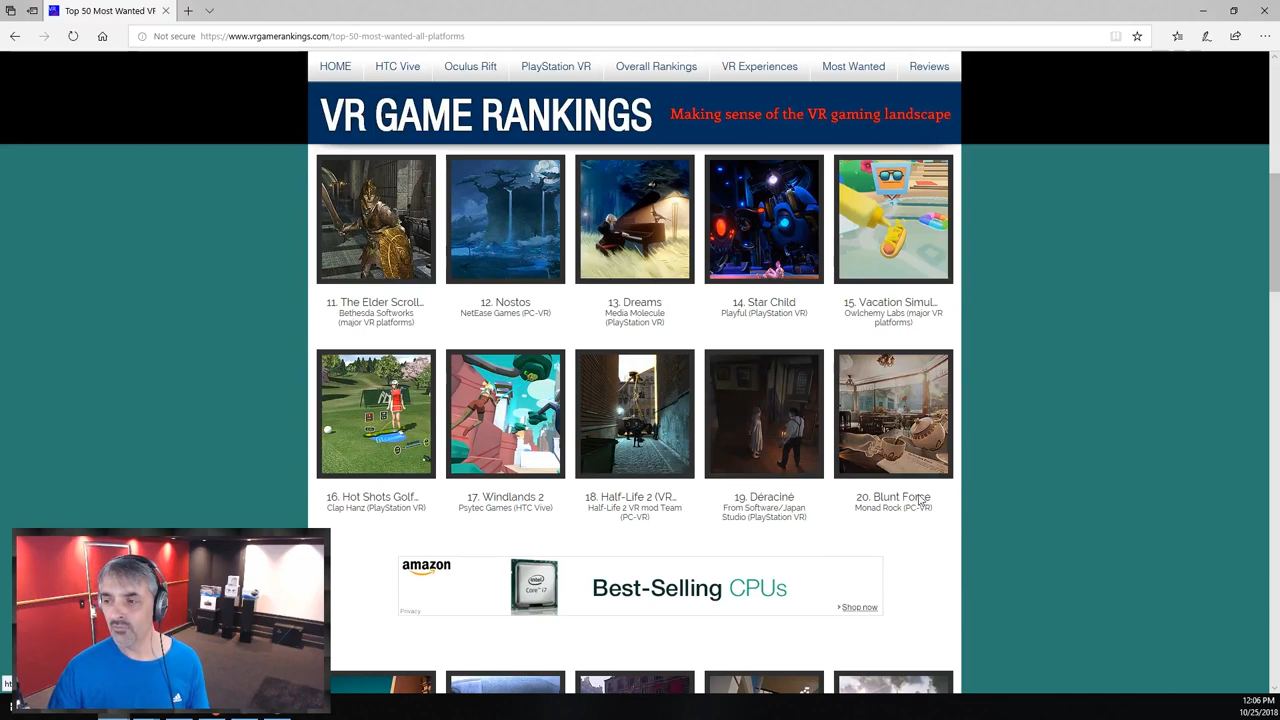 Top 50 Most Wanted VR
Not secure https://www.vrgamerankings.com/top-50-most-wanted-all-platforms
HOME HTC Vive Oculus Rift PlayStation VR Overall Rankings VR Experiences Most Wanted Reviews
VR GAME RANKINGS Making sense of the VR gaming landscape
11. The Elder Scroll...
Bethesda Softworks
(major VR platforms)
12. Nostos
NetEase Games (PC-VR)
13. Dreams
Media Molecule
(PlayStation VR)
14. Star Child
Playful (PlayStation VR)
15. Vacation Simul...
Owlchemy Labs (major VR
platforms)
16. Hot Shots Golf...
Clap Hanz (PlayStation VR)
17. Windlands 2
Psytec Games (HTC Vive)
18. Half-Life 2 (VR...
Half-Life 2 VR mod Team
(PC-VR)
19. Déraciné
From Software/Japan
Studio (PlayStation VR)
20. Blunt Force
Monad Rock (PC-VR)
amazon
intel
Core i7
Best-Selling CPUs
Privacy
Shop now
12:06 PM
10/25/2018